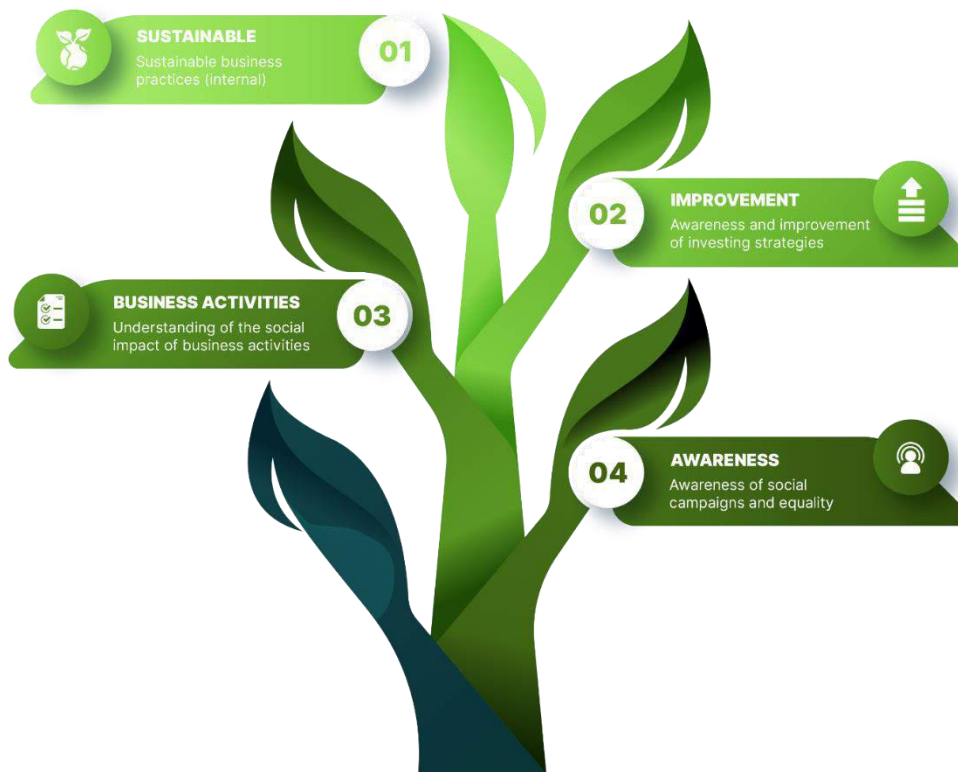 SUSTAINABLE
Sustainable business
practices (internal)
01
02
IMPROVEMENT
Awareness and improvement
of investing strategies
BUSINESS ACTIVITIES
Understanding of the social
impact of business activities
03
04
AWARENESS
Awareness of social
campaigns and equality